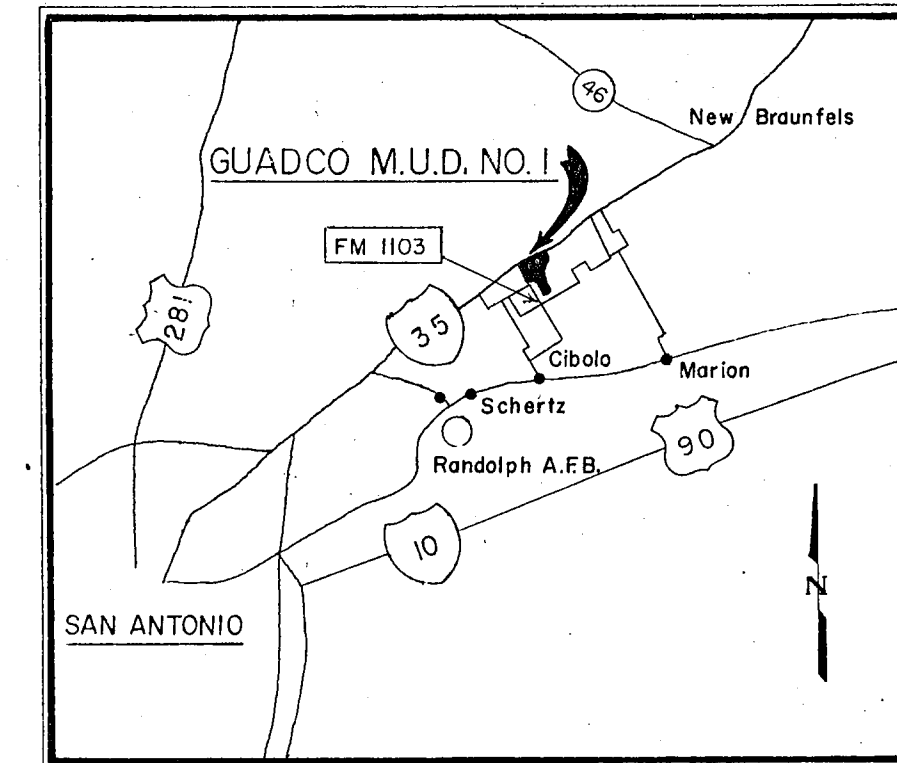 46
New Braunfels
GUADCO M.U.D. NO. 1
FM 1103
281
35
Cibolo
Marion
Schertz
90
Randolph A.F.B.
10
N
SAN ANTONIO